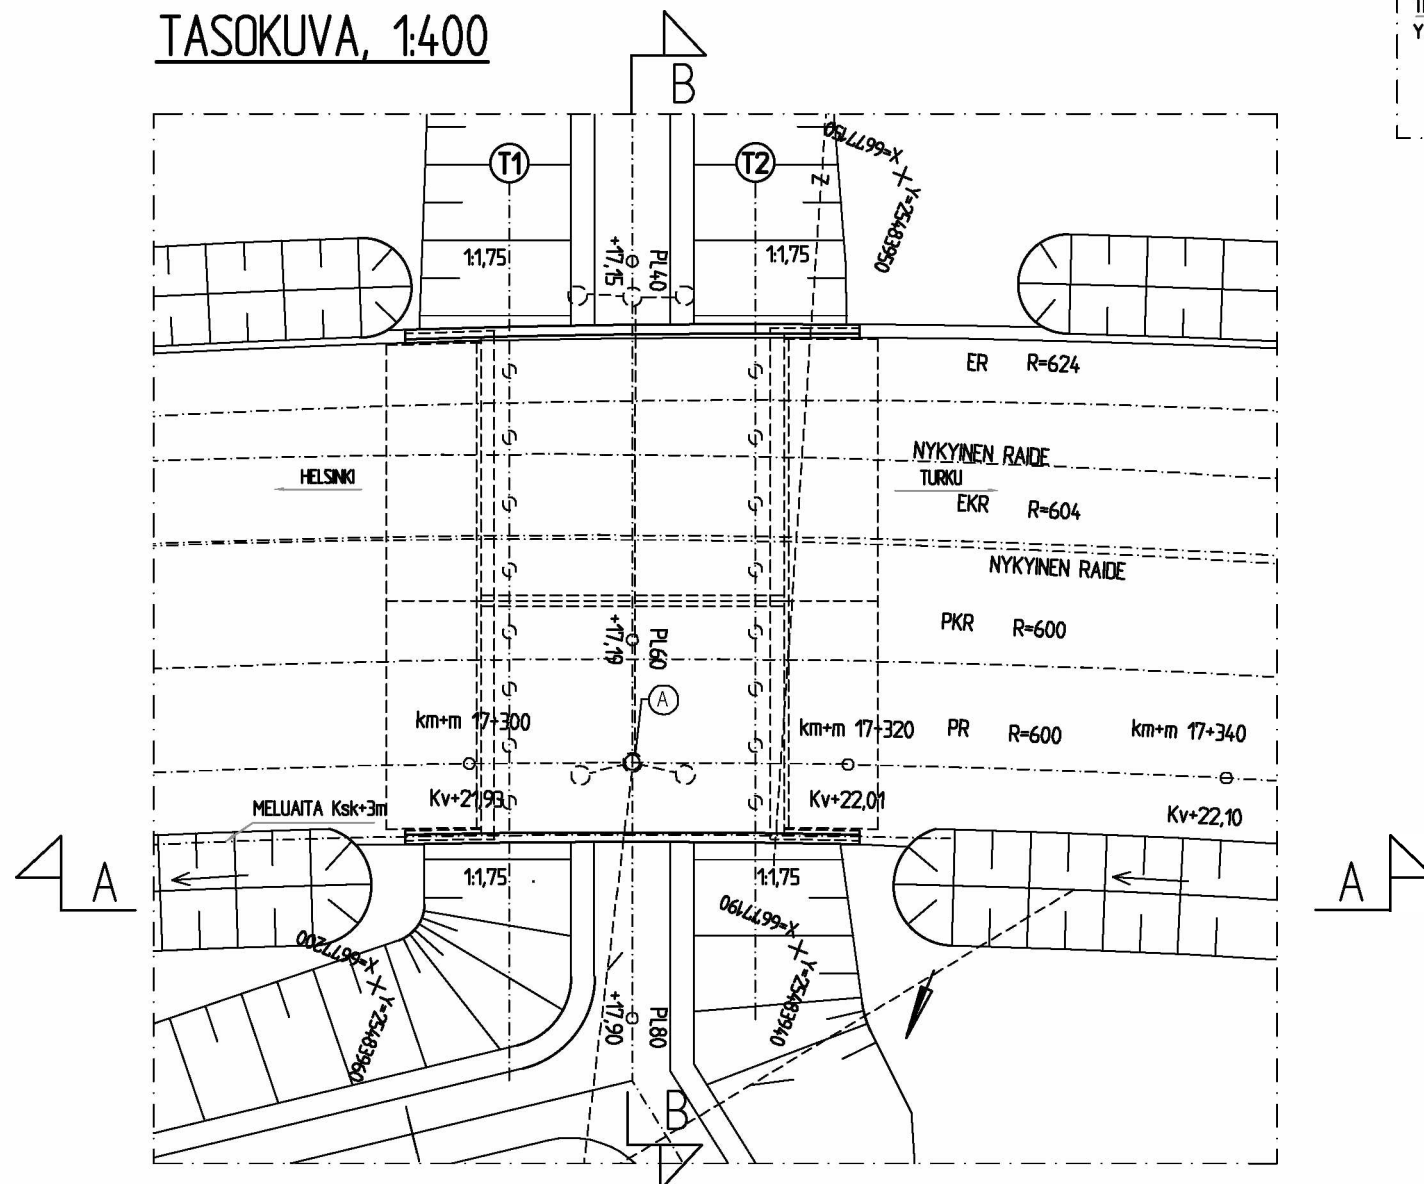 TASOKUVA, 1:400
B
Y
T1
T2
X=6677150
Y=25483950
Z
1:1,75
+17,15
PL40
1:1,75
ER R=624
NYKYINEN RAIDE
HELSINKI
TURKU
EKR R=604
NYKYINEN RAIDE
PKR R=600
+17,19
PL60
A
km+m 17+300
km+m 17+320
PR R=600
km+m 17+340
Kv+21,93
Kv+22,01
Kv+22,10
MELUAITA Ksk+3m
A
A
1:1,75
1:1,75
X=6677190
Y=25483940
X=6677200
Y=25483960
+17,90
PL80
B